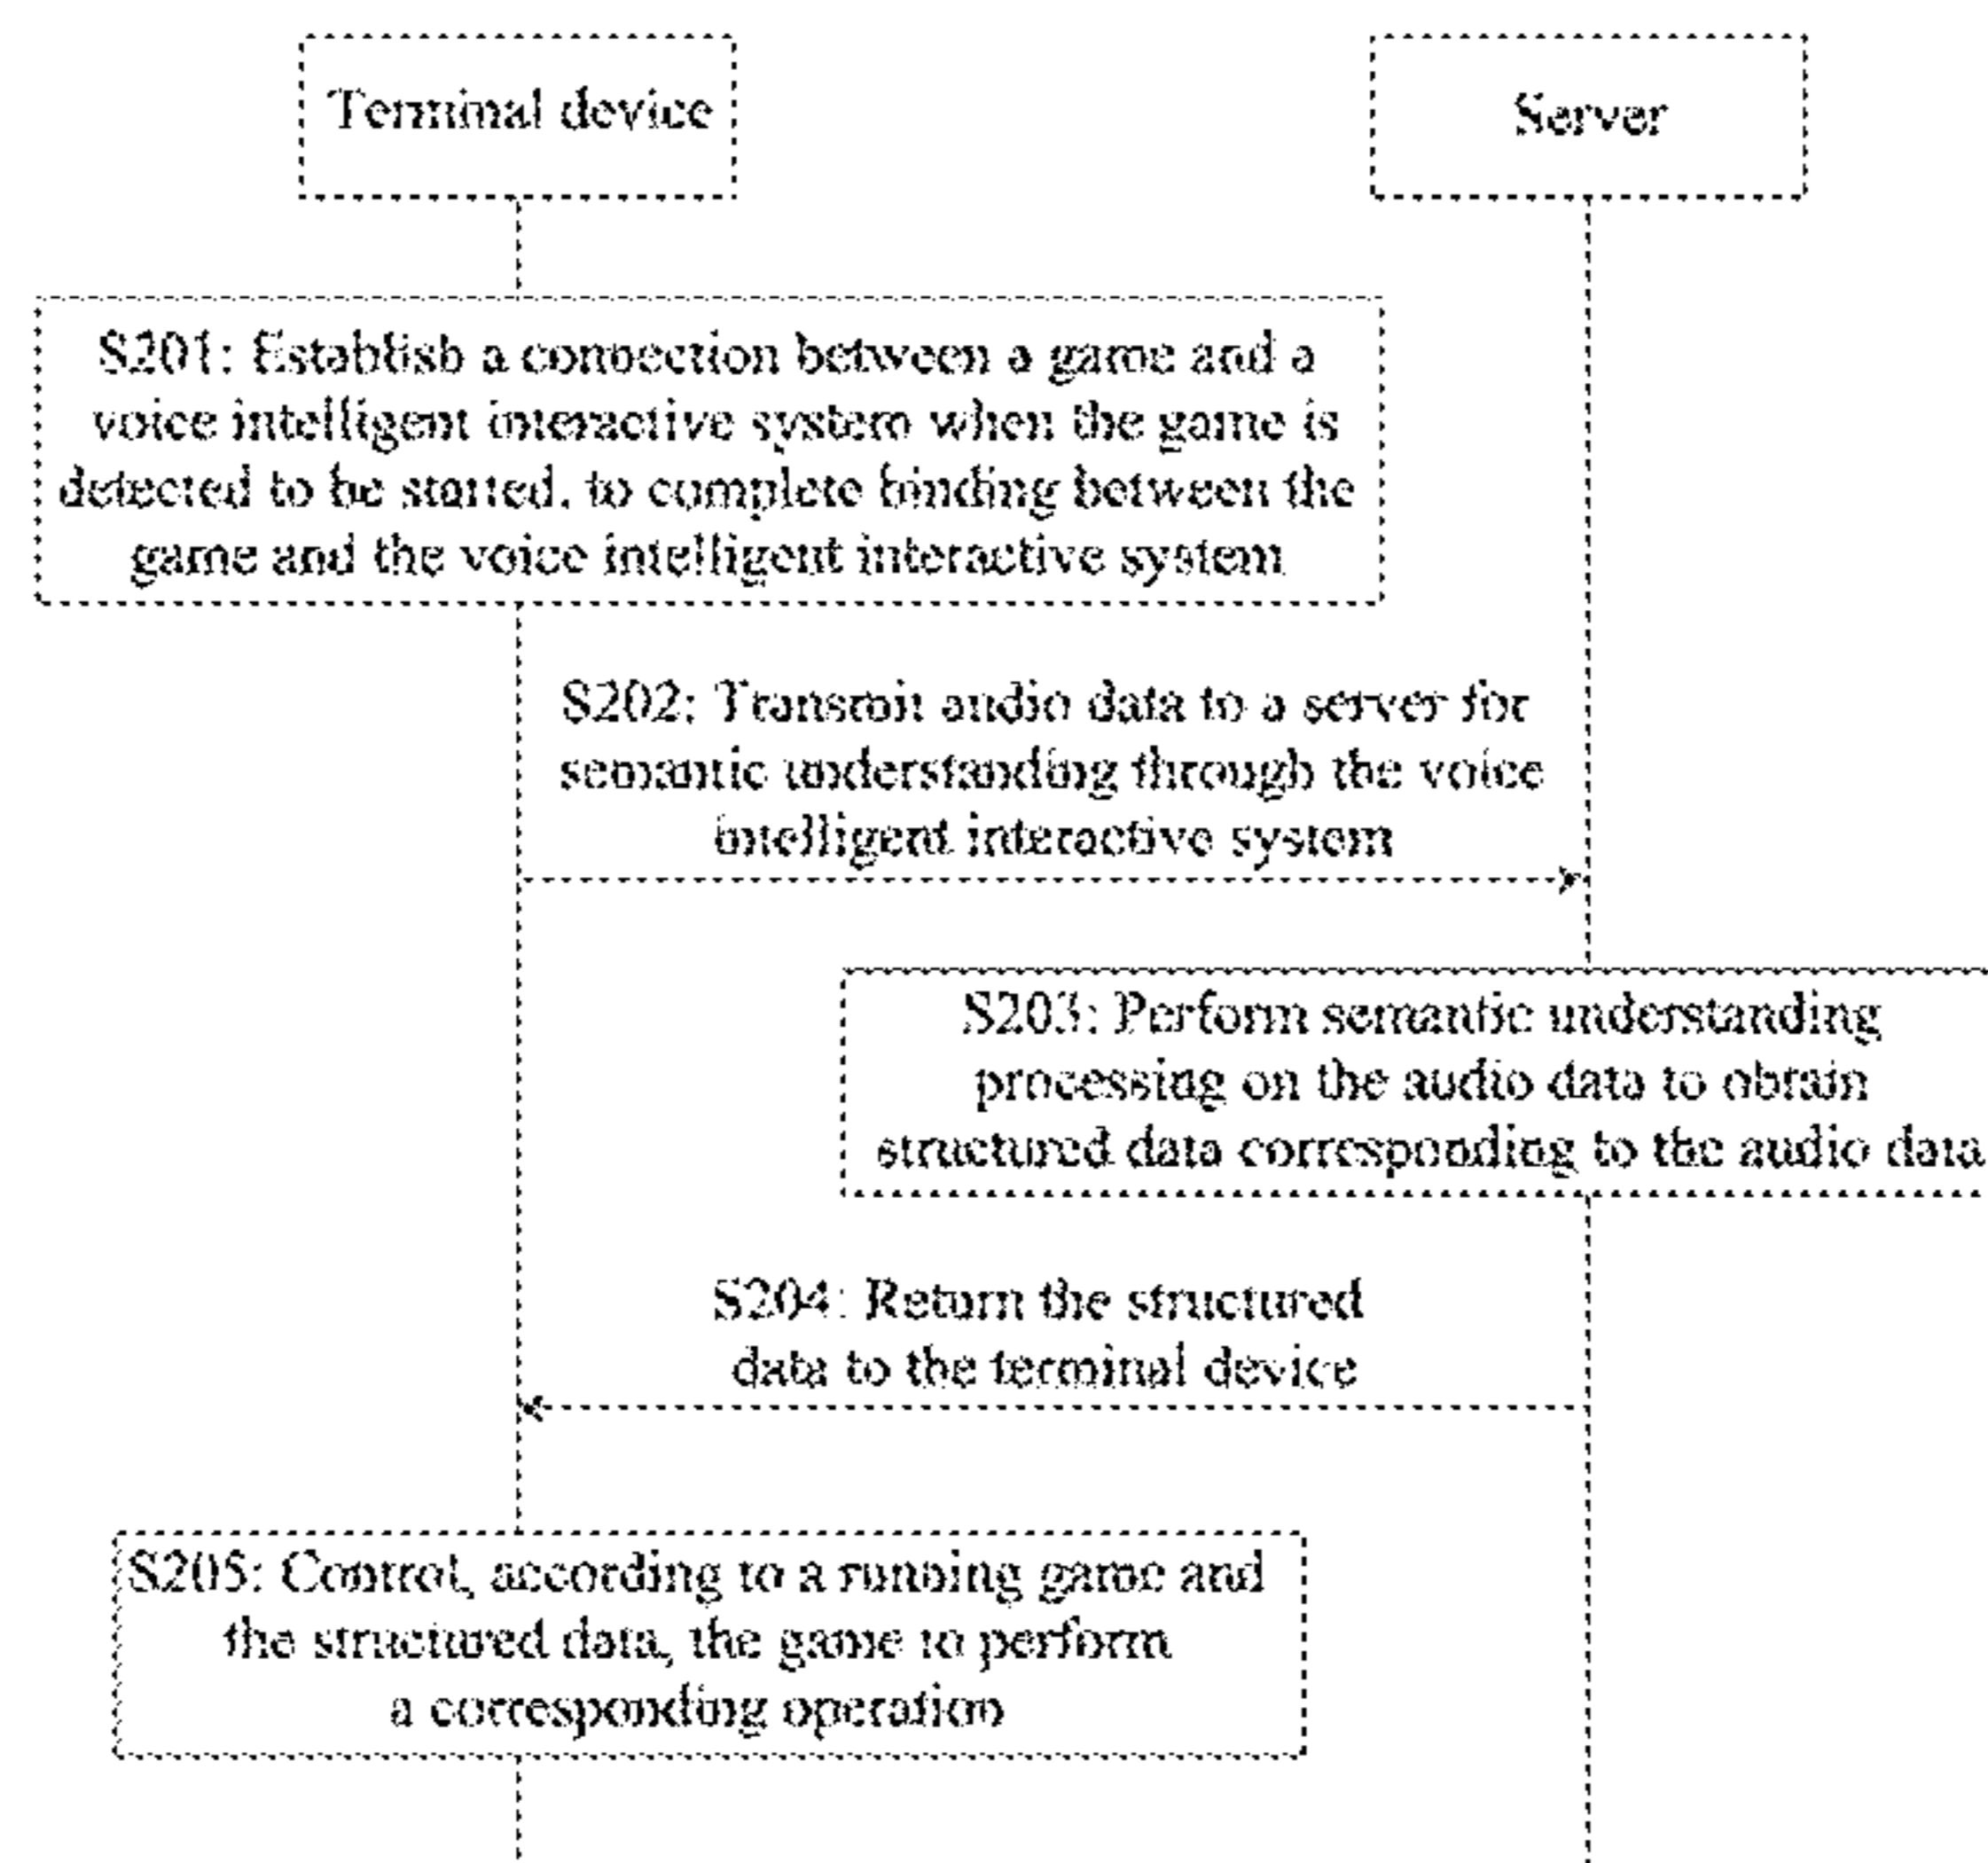 Terminal device
Server
S201: Establish a connection between a game and a
voice intelligent interactive system when the game is
detected to be started, to complete binding between the
game and the voice intelligent interactive system
S202: Transmit audio data to a server for
semantic understanding through the voice
intelligent interactive system
S203: Perform semantic understanding
processing on the audio data to obtain
structured data corresponding to the audio data
S204: Return the structured
data to the terminal device
S205: Control, according to a running game and
the structured data, the game to perform
a corresponding operation